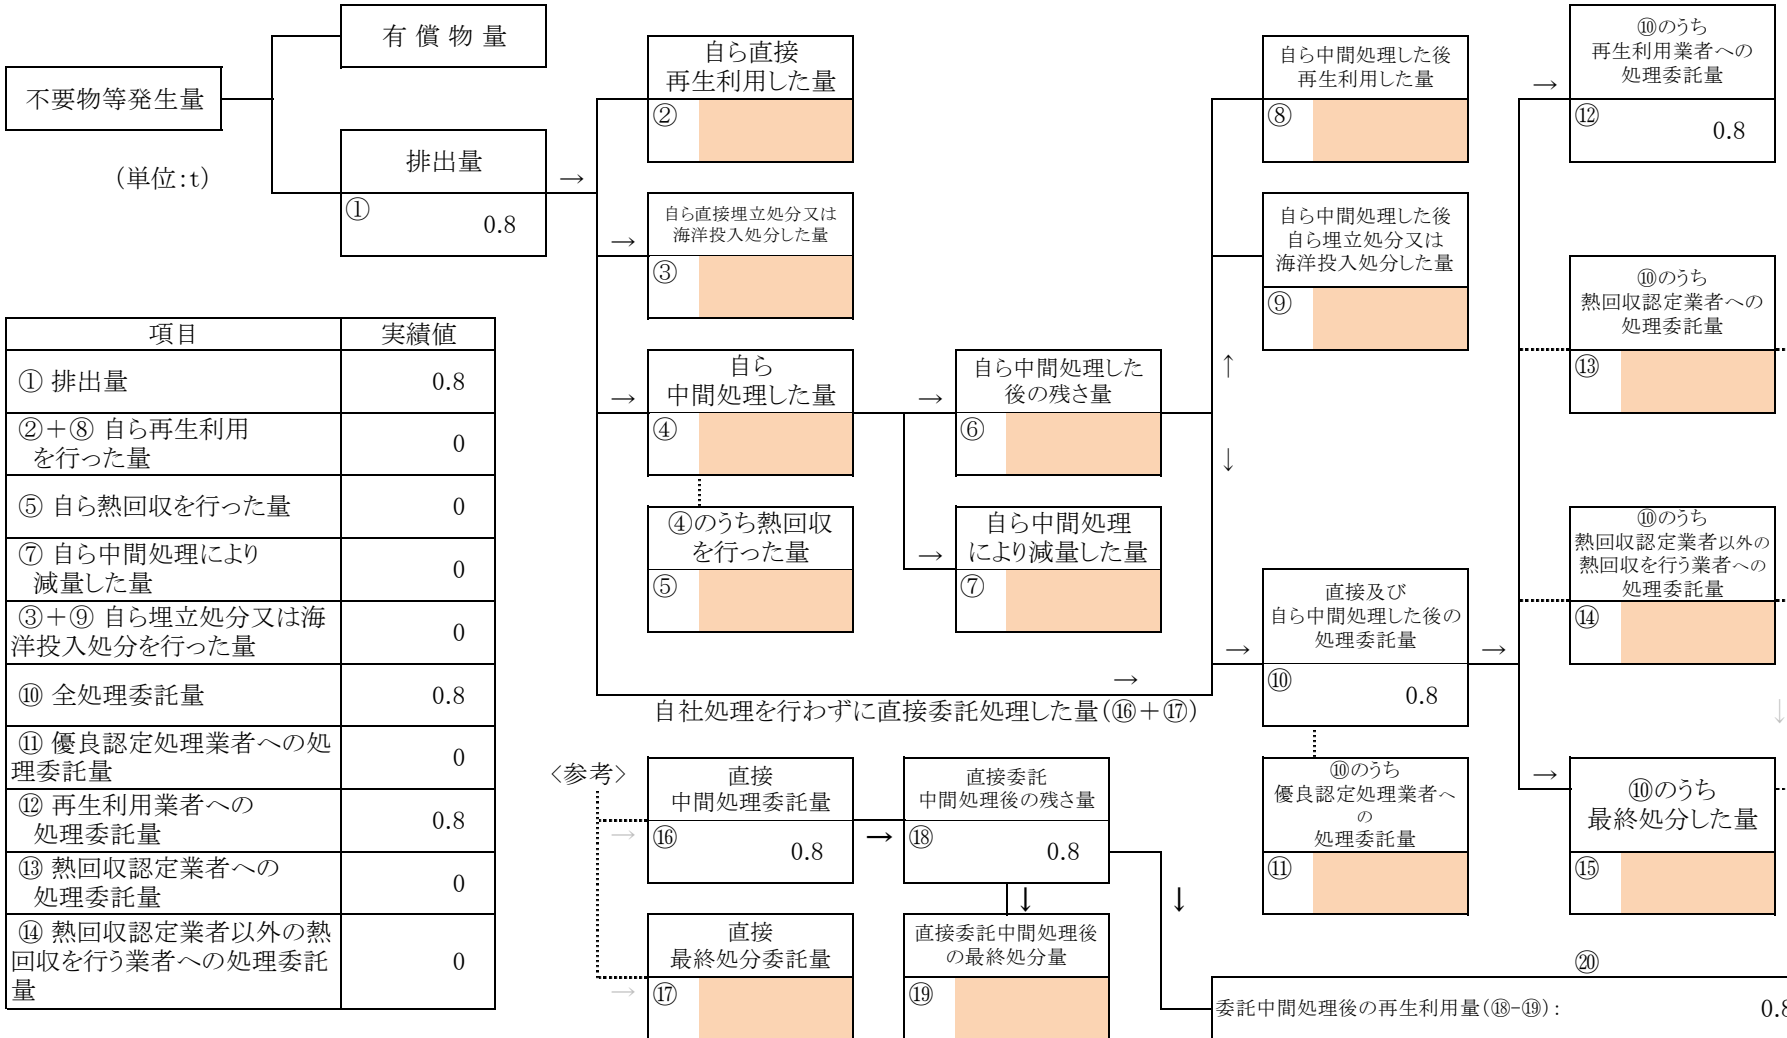 有 償 物 量
不要物等発生量
(単位:t)
排出量
→
①
0.8
自ら直接
再生利用した量
②
→
自ら直接埋立処分又は
海洋投入処分した量
③
→
自ら
中間処理した量
④
④のうち熱回収
を行った量
⑤
→
自ら中間処理した
後の残さ量
⑥
→
自ら中間処理
により減量した量
⑦
自ら中間処理した後
再生利用した量
⑧
自ら中間処理した後
自ら埋立処分又は
海洋投入処分した量
⑨
↑
↓
→
自社処理を行わずに直接委託処理した量(⑯+⑰)
→
直接及び
自ら中間処理した後の
処理委託量
⑩
0.8
→
⑩のうち
優良認定処理業者へ
の
処理委託量
⑪
→
⑩のうち
再生利用業者への
処理委託量
⑫
0.8
⑩のうち
熱回収認定業者への
処理委託量
⑬
⑩のうち
熱回収認定業者以外の
熱回収を行う業者への
処理委託量
⑭
↓
→
⑩のうち
最終処分した量
⑮
項目 実績値
① 排出量 0.8
②+⑧ 自ら再生利用
を行った量 0
⑤ 自ら熱回収を行った量 0
⑦ 自ら中間処理により
減量した量 0
③+⑨ 自ら埋立処分又は海
洋投入処分を行った量 0
⑩ 全処理委託量 0.8
⑪ 優良認定処理業者への処
理委託量 0
⑫ 再生利用業者への
処理委託量 0.8
⑬ 熱回収認定業者への
処理委託量 0
⑭ 熱回収認定業者以外の熱
回収を行う業者への処理委託
量 0
<参考>
→
直接
中間処理委託量
⑯
0.8
→
直接委託
中間処理後の残さ量
⑱
0.8
↓
↓
→
直接
最終処分委託量
⑰
直接委託中間処理後
の最終処分量
⑲
⑳
委託中間処理後の再生利用量(⑱-⑲): 0.8